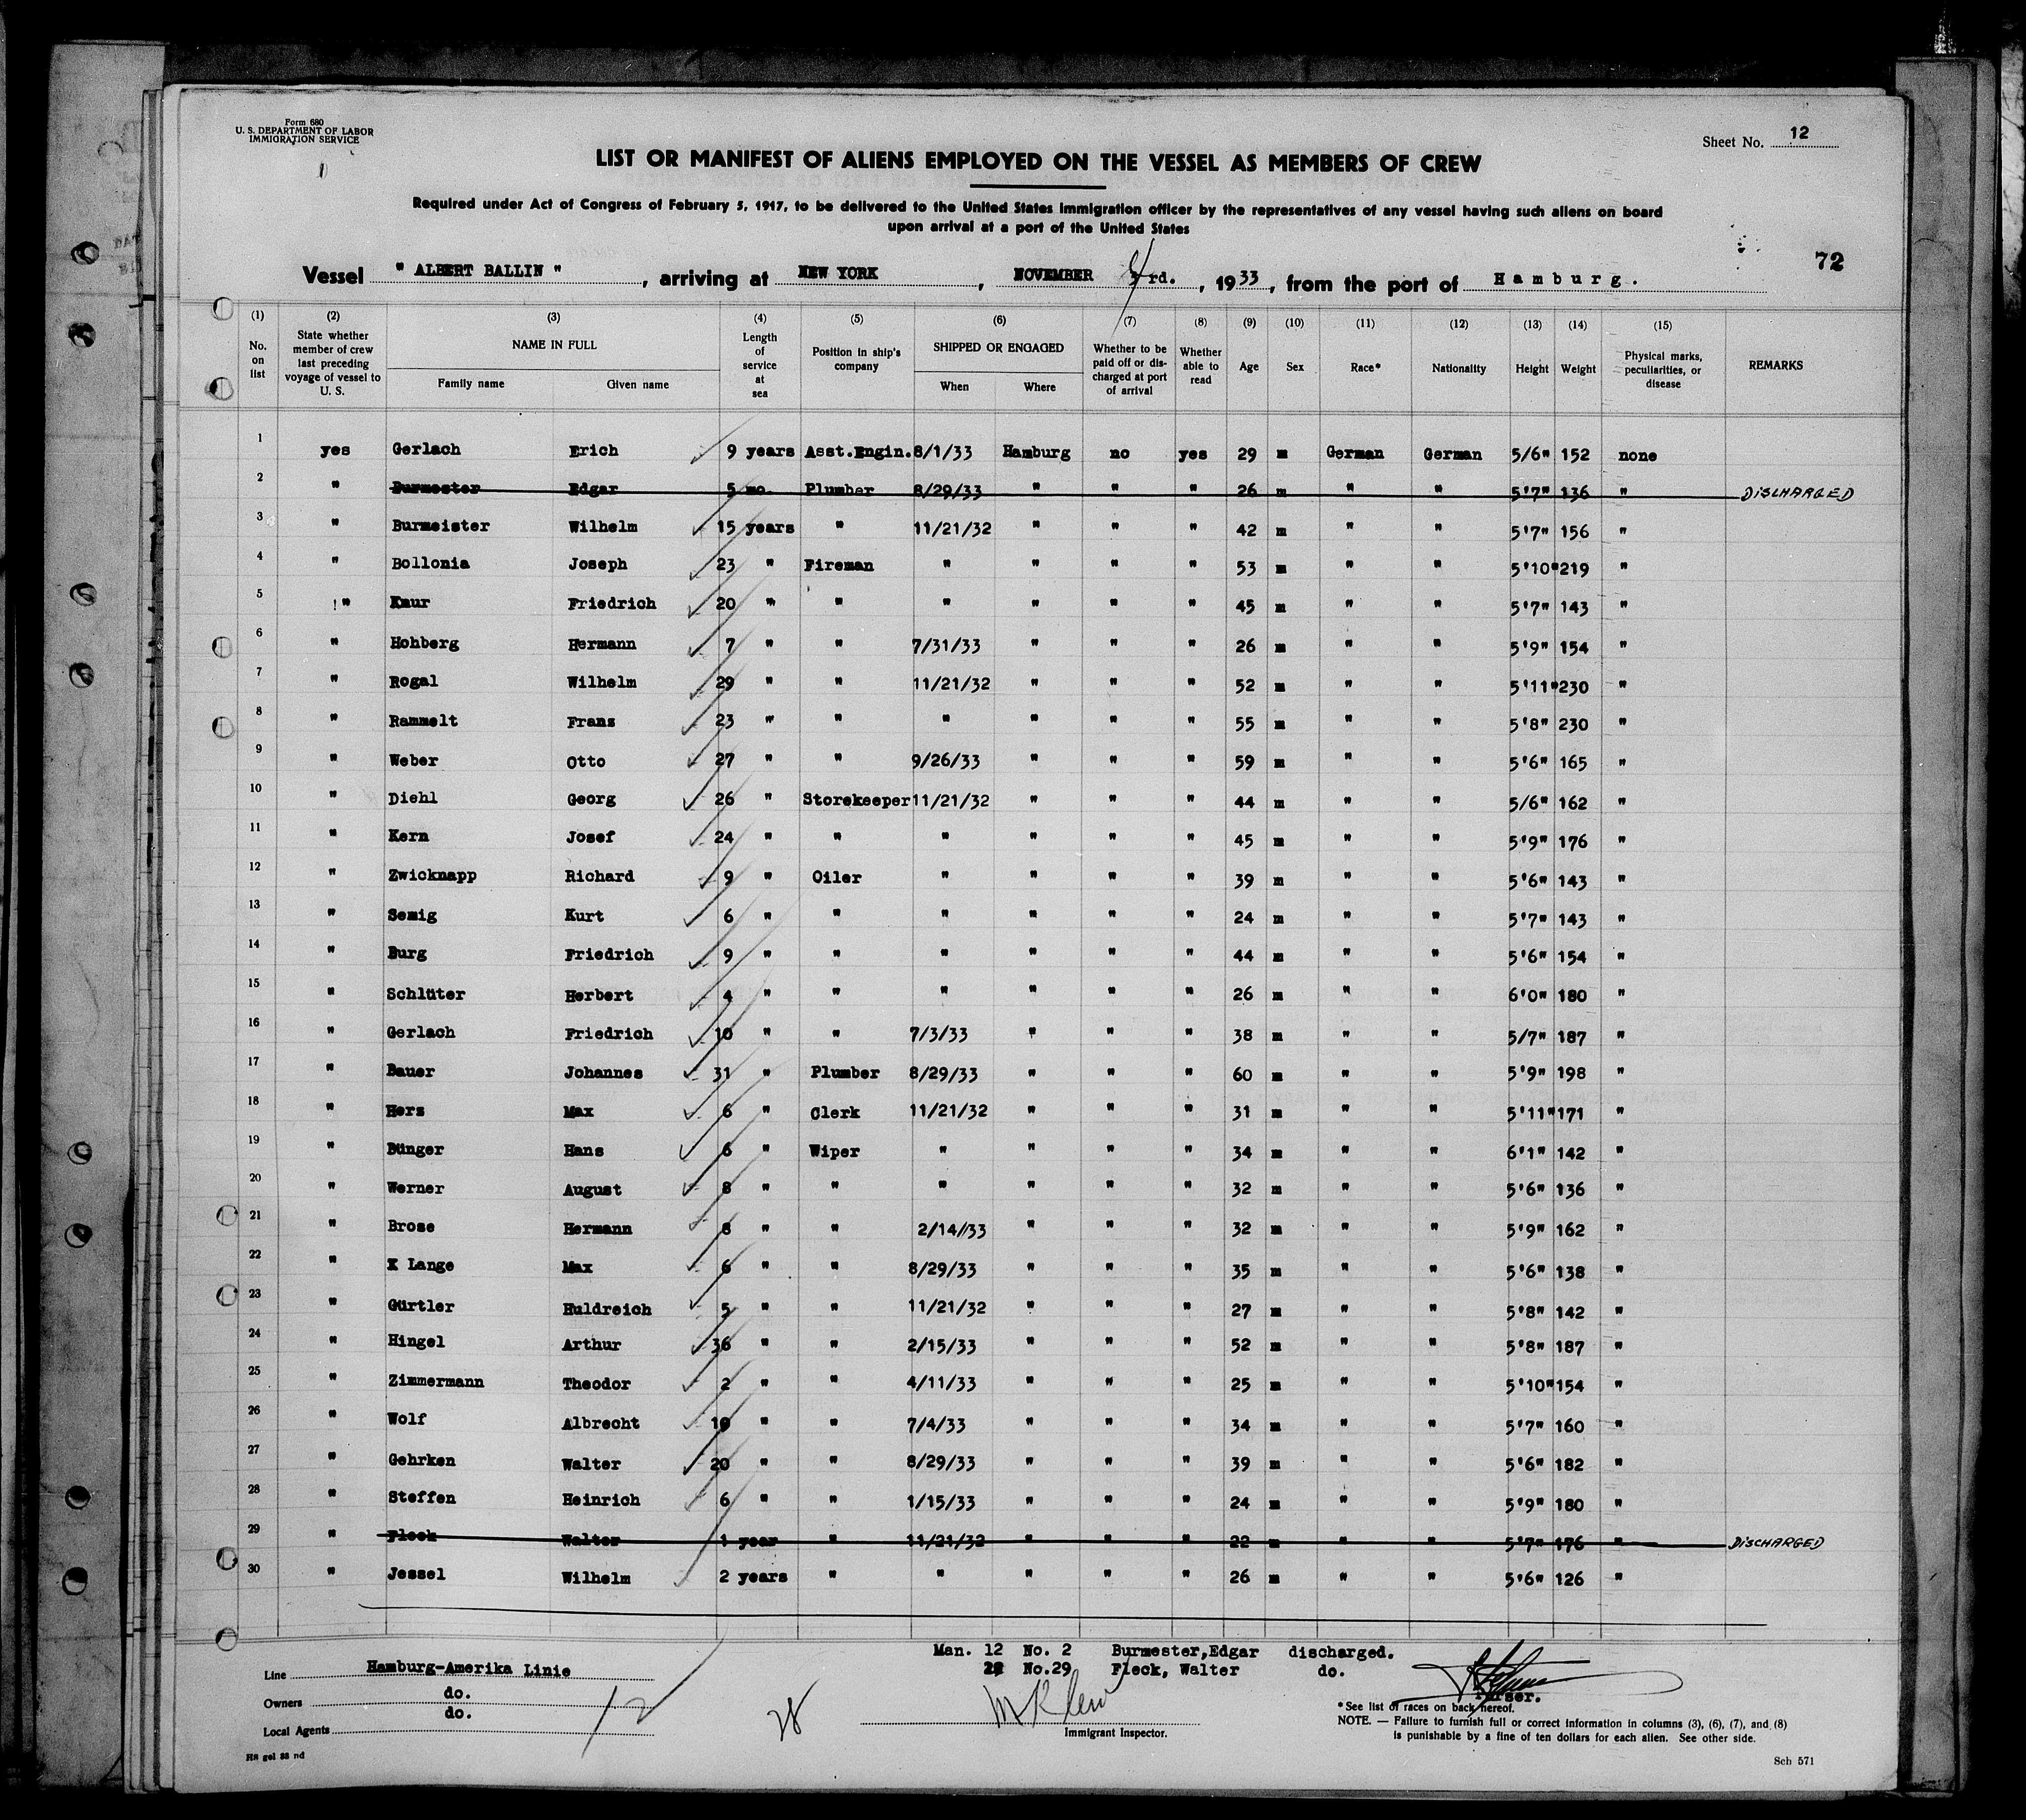 Form 680
U. S. DEPARTMENT OF LABOR
IMMIGRATION SERVICE
Sheet No. 12
LIST OR MANIFEST OF ALIENS EMPLOYED ON THE VESSEL AS MEMBERS OF CREW
Required under Act of Congress of February 5, 1917, to be delivered to the United States immigration officer by the representatives of any vessel having such aliens on board
upon arrival at a port of the United States
72
Vessel " ALBERT BALLIN " , arriving at NEW YORK , NOVEMBER 4 rd. , 1933, from the port of Hamburg.
(1) (2) (3) (4) (5) (6) (7) (8) (9) (10) (11) (12) (13) (14) (15)
No. on list State whether member of crew last preceding voyage of vessel to U. S. NAME IN FULL Family name Given name Length of service at sea Position in ship's company SHIPPED OR ENGAGED When Where Whether to be paid off or discharged at port of arrival Whether able to read Age Sex Race* Nationality Height Weight Physical marks, peculiarities, or disease REMARKS
1 yes Gerlach Erich 9 years Asst.Engin. 8/1/33 Hamburg no yes 29 m German German 5/6" 152 none
2 " Burmester Edgar 5 mo. Plumber 8/29/33 " " " 26 m " " 5'7" 136 " DISCHARGED
3 " Burmeister Wilhelm 15 years " 11/21/32 " " " 42 m " " 5'7" 156 "
4 " Bollonia Joseph 23 " Fireman " " " " 53 m " " 5'10" 219 "
5 !" Knur Friedrich 20 " " " " " " 45 m " " 5'7" 143 "
6 " Hohberg Hermann 7 " " 7/31/33 " " " 26 m " " 5'9" 154 "
7 " Rogal Wilhelm 29 " " 11/21/32 " " " 52 m " " 5'11" 230 "
8 " Rammelt Frans 23 " " " " " " 55 m " " 5'8" 230 "
9 " Weber Otto 27 " " 9/26/33 " " " 59 m " " 5'6" 165 "
10 " Diehl Georg 26 " Storekeeper 11/21/32 " " " 44 m " " 5/6" 162 "
11 " Kern Josef 24 " " " " " " 45 m " " 5'9" 176 "
12 " Zwicknapp Richard 9 " Oiler " " " " 39 m " " 5'6" 143 "
13 " Semig Kurt 6 " " " " " " 24 m " " 5'7" 143 "
14 " Burg Friedrich 9 " " " " " " 44 m " " 5'6" 154 "
15 " Schlüter Herbert 4 " " " " " " 26 m " " 6'0" 180 "
16 " Gerlach Friedrich 10 " " 7/3/33 " " " 38 m " " 5/7" 187 "
17 " Bauer Johannes 31 " Plumber 8/29/33 " " " 60 m " " 5'9" 198 "
18 " Hers Max 6 " Clerk 11/21/32 " " " 31 m " " 5'11" 171 "
19 " Bünger Hans 6 " Wiper " " " " 34 m " " 6'1" 142 "
20 " Werner August 8 " " " " " " 32 m " " 5'6" 136 "
21 " Brose Hermann 8 " " 2/14//33 " " " 32 m " " 5'9" 162 "
22 " X Lange Max 6 " " 8/29/33 " " " 35 m " " 5'6" 138 "
23 " Gürtler Huldreich 5 " " 11/21/32 " " " 27 m " " 5'8" 142 "
24 " Hingel Arthur 36 " " 2/15/33 " " " 52 m " " 5'8" 187 "
25 " Zimmermann Theodor 2 " " 4/11/33 " " " 25 m " " 5'10" 154 "
26 " Wolf Albrecht 10 " " 7/4/33 " " " 34 m " " 5'7" 160 "
27 " Gehrken Walter 20 " " 8/29/33 " " " 39 m " " 5'6" 182 "
28 " Steffen Heinrich 6 " " 1/15/33 " " " 24 m " " 5'9" 180 "
29 " Fleck Walter 1 year " 11/21/32 " " " 22 m " " 5'7" 176 " DISCHARGED
30 " Jessel Wilhelm 2 years " " " " " 26 m " " 5'6" 126 "
Man. 12 No. 2 Burmester,Edgar discharged.
12 No.29 Fleck, Walter do.
Line Hamburg-Amerika Linie
Owners do.
Local Agents do.
12
28
M Klew
Immigrant Inspector.
Purser.
*See list of races on back hereof.
NOTE. — Failure to furnish full or correct information in columns (3), (6), (7), and (8)
is punishable by a fine of ten dollars for each alien. See other side.
HS gel 33 nd
Sch 571